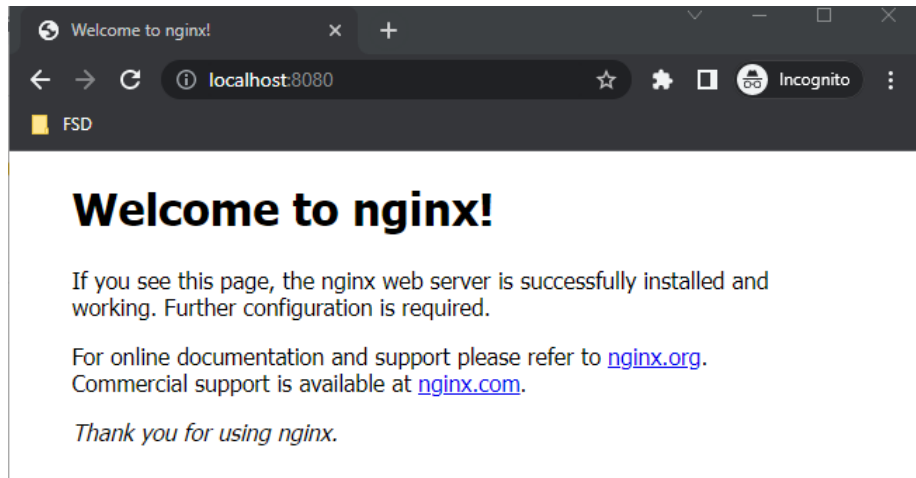 Welcome to nginx!
localhost:8080
Incognito
FSD
Welcome to nginx!
If you see this page, the nginx web server is successfully installed and
working. Further configuration is required.
For online documentation and support please refer to nginx.org.
Commercial support is available at nginx.com.
Thank you for using nginx.